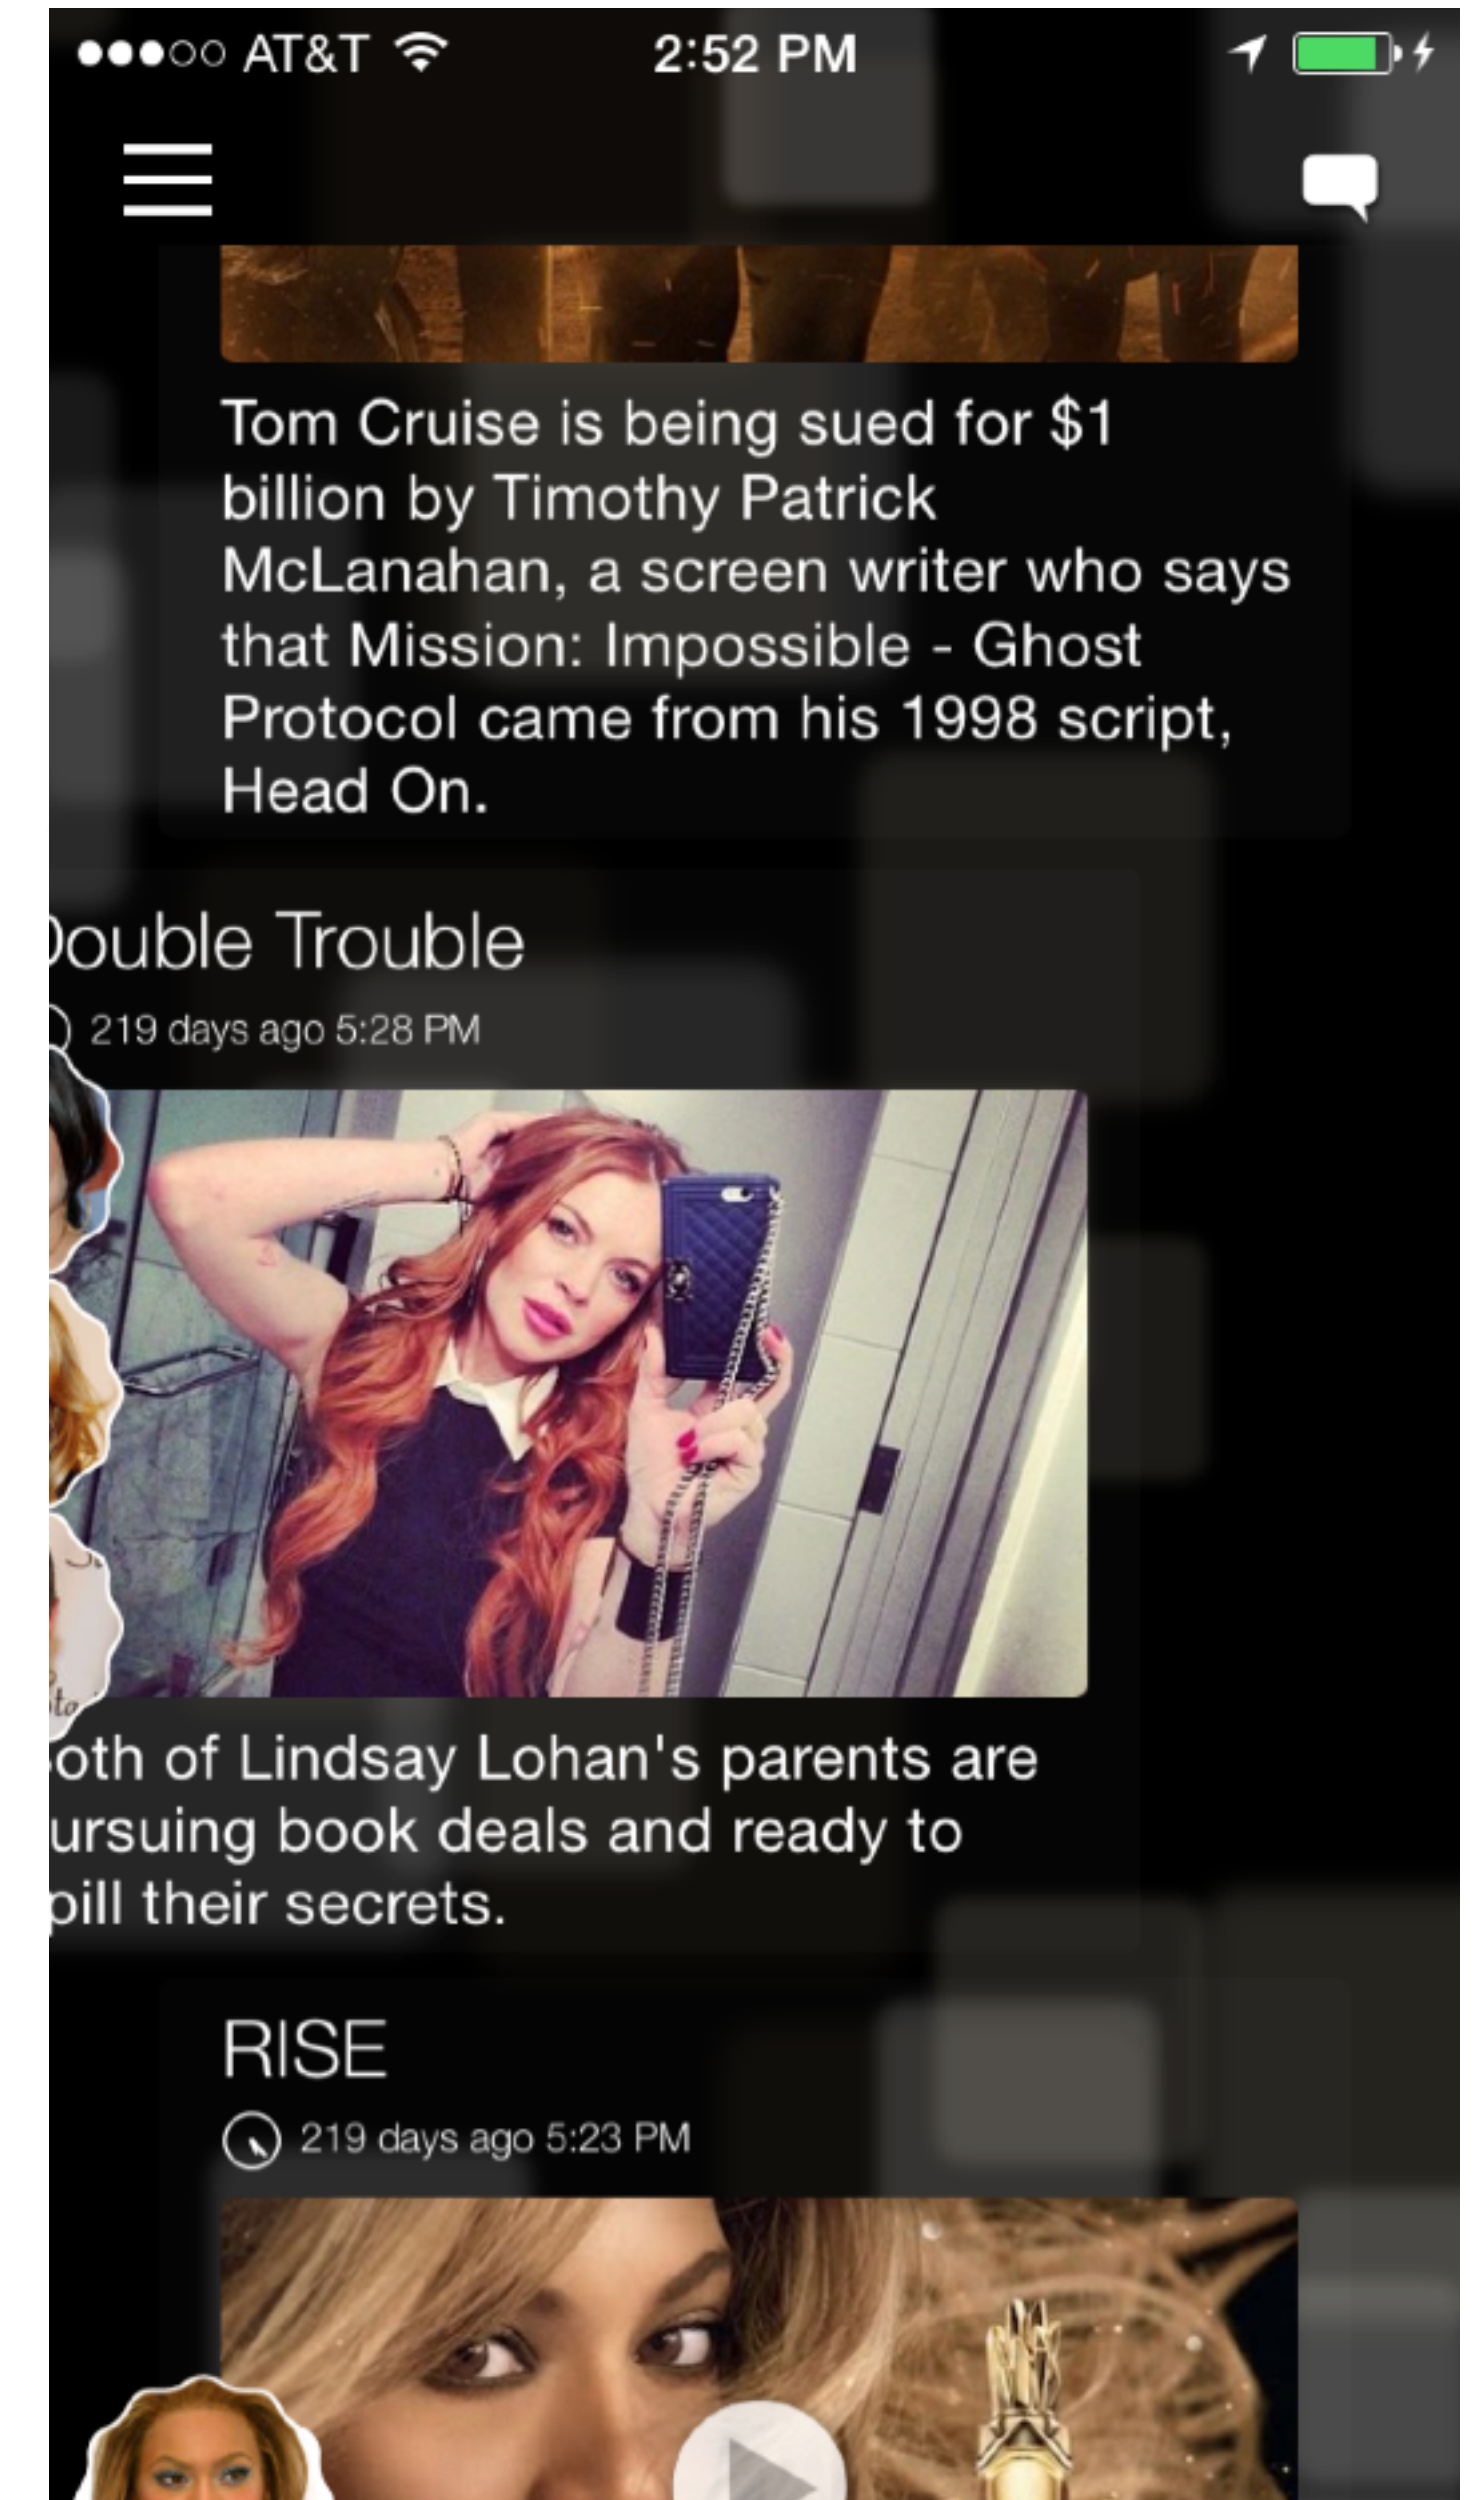 AT&T 2:52 PM
Tom Cruise is being sued for $1
billion by Timothy Patrick
McLanahan, a screen writer who says
that Mission: Impossible - Ghost
Protocol came from his 1998 script,
Head On.
Double Trouble
219 days ago 5:28 PM
oth of Lindsay Lohan's parents are
ursuing book deals and ready to
pill their secrets.
RISE
219 days ago 5:23 PM